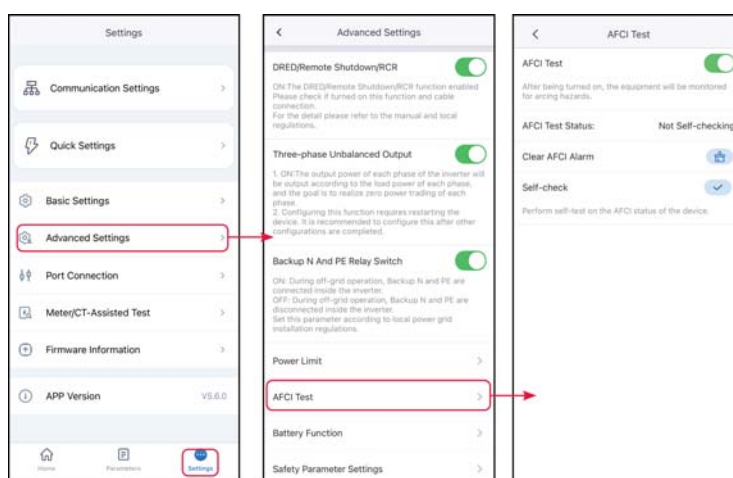 Settings
Communication Settings
Quick Settings
Basic Settings
Advanced Settings
Port Connection
Meter/CT-Assisted Test
Firmware Information
APP Version V5.6.0
Home Parameters Settings
Advanced Settings
DRED/Remote Shutdown/RCR
ON:The DRED/Remote Shutdown/RCR function enabled
Please check if turned on this function and cable
connection.
For the detail please refer to the manual and local
regulations.
Three-phase Unbalanced Output
1. ON:The output power of each phase of the inverter will
be output according to the load power of each phase,
and the goal is to realize zero power trading of each
phase.
2. Configuring this function requires restarting the
device. It is recommended to configure this after other
configurations are completed.
Backup N And PE Relay Switch
ON: During off-grid operation, Backup N and PE are
connected inside the inverter.
OFF: During off-grid operation, Backup N and PE are
disconnected inside the inverter.
Set this parameter according to local power grid
installation regulations.
Power Limit
AFCI Test
Battery Function
Safety Parameter Settings
AFCI Test
AFCI Test
After being turned on, the equipment will be monitored
for arcing hazards.
AFCI Test Status: Not Self-checking
Clear AFCI Alarm
Self-check
Perform self-test on the AFCI status of the device.